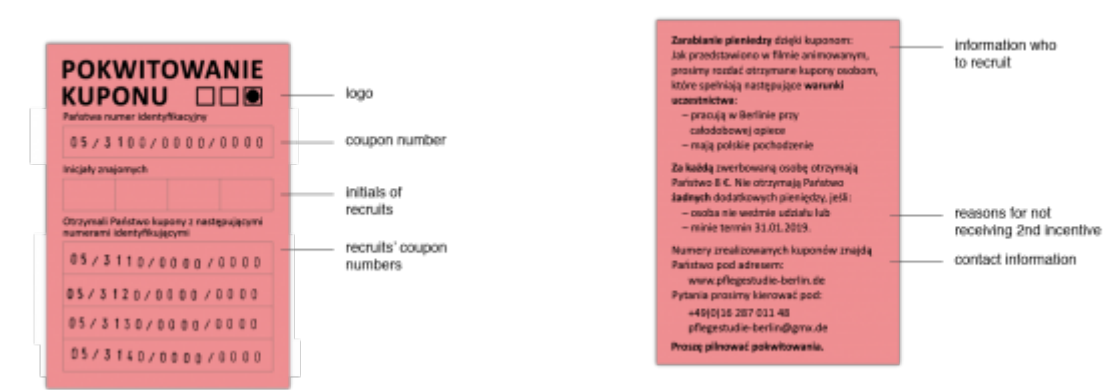 POKWITOWANIE
KUPONU
logo
Państwa numer identyfikacyjny
05/3100/0000/0000
coupon number
Inicjały znajomych
initials of
recruits
Otrzymali Państwo kupony z następującymi
numerami identyfikującymi
recruits' coupon
numbers
05/3110/0000/0000
05/3120/0000/0000
05/3130/0000/0000
05/3140/0000/0000
Zarabianie pieniędzy dzięki kuponom:
Jak przedstawiono w filmie animowanym,
prosimy rozdać otrzymane kupony osobom,
które spełniają następujące warunki
uczestnictwa:
– pracują w Berlinie przy
całodobowej opiece
– mają polskie pochodzenie
Za każdą zwerbowaną osobę otrzymają
Państwo 8 €. Nie otrzymają Państwo
żadnych dodatkowych pieniędzy, jeśli:
– osoba nie weźmie udziału lub
– minie termin 31.01.2019.
Numery zrealizowanych kuponów znajdą
Państwo pod adresem:
www.pflegestudie-berlin.de
Pytania prosimy kierować pod:
+49(0)16 287 011 48
pflegestudie-berlin@gmx.de
Proszę pilnować pokwitowania.
information who
to recruit
reasons for not
receiving 2nd incentive
contact information